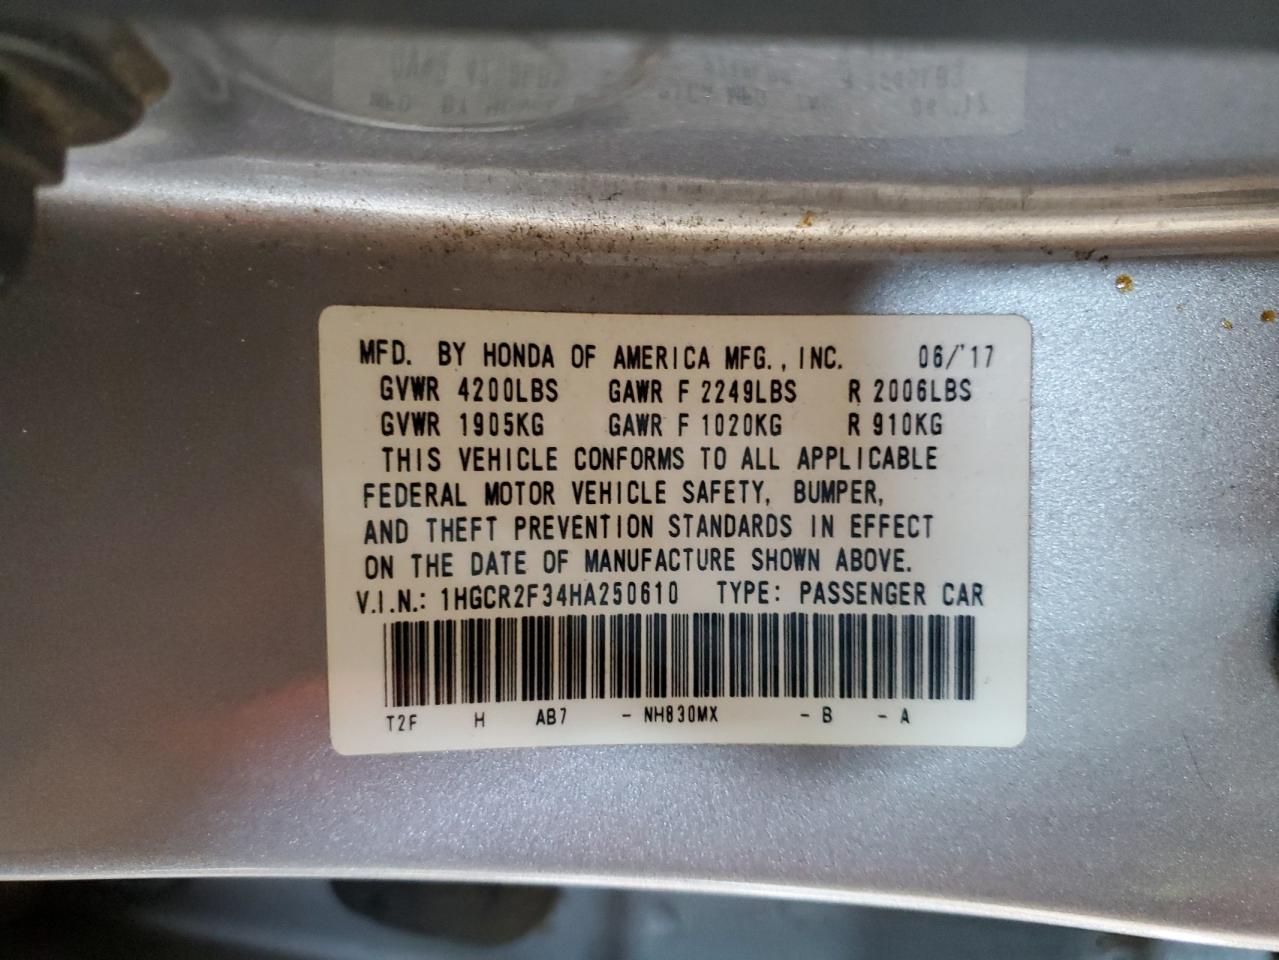 MFD. BY HONDA OF AMERICA MFG., INC. 06/'17
GVWR 4200LBS GAWR F 2249LBS R 2006LBS
GVWR 1905KG GAWR F 1020KG R 910KG
THIS VEHICLE CONFORMS TO ALL APPLICABLE
FEDERAL MOTOR VEHICLE SAFETY, BUMPER,
AND THEFT PREVENTION STANDARDS IN EFFECT
ON THE DATE OF MANUFACTURE SHOWN ABOVE.
V.I.N.: 1HGCR2F34HA250610 TYPE: PASSENGER CAR
T2F H AB7 - NH830MX - B - A